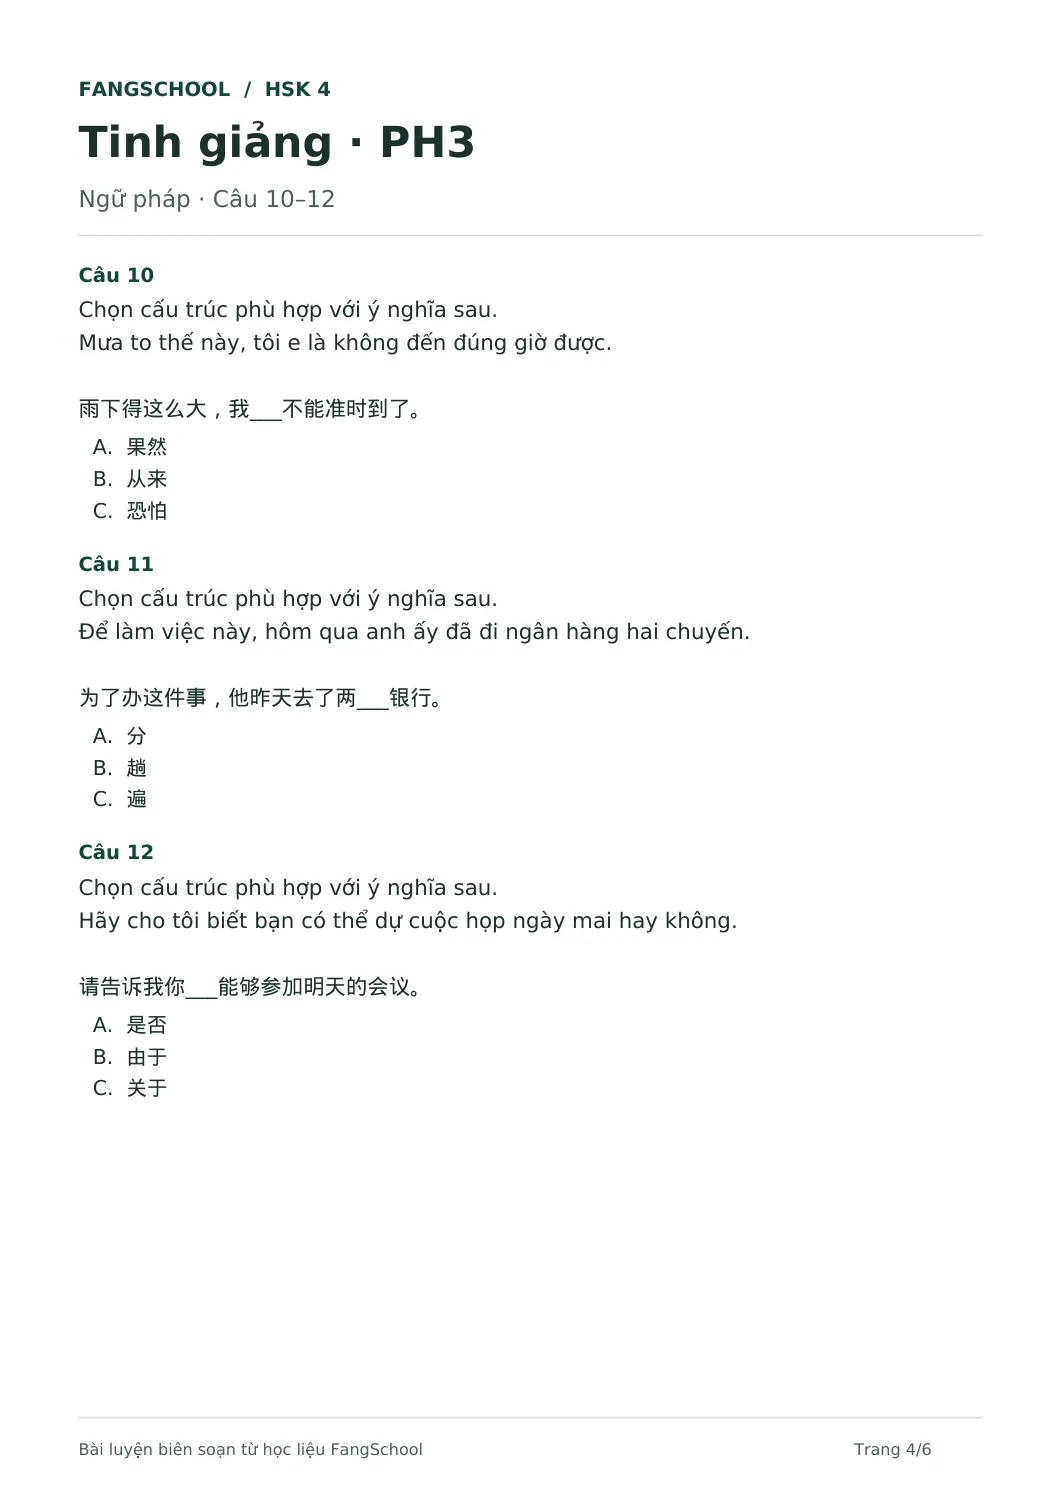 FANGSCHOOL / HSK 4
Tinh giảng · PH3
Ngữ pháp · Câu 10–12
Câu 10
Chọn cấu trúc phù hợp với ý nghĩa sau.
Mưa to thế này, tôi e là không đến đúng giờ được.
雨下得这么大，我___不能准时到了。
A. 果然
B. 从来
C. 恐怕
Câu 11
Chọn cấu trúc phù hợp với ý nghĩa sau.
Để làm việc này, hôm qua anh ấy đã đi ngân hàng hai chuyến.
为了办这件事，他昨天去了两___银行。
A. 分
B. 趟
C. 遍
Câu 12
Chọn cấu trúc phù hợp với ý nghĩa sau.
Hãy cho tôi biết bạn có thể dự cuộc họp ngày mai hay không.
请告诉我你___能够参加明天的会议。
A. 是否
B. 由于
C. 关于
Bài luyện biên soạn từ học liệu FangSchool
Trang 4/6